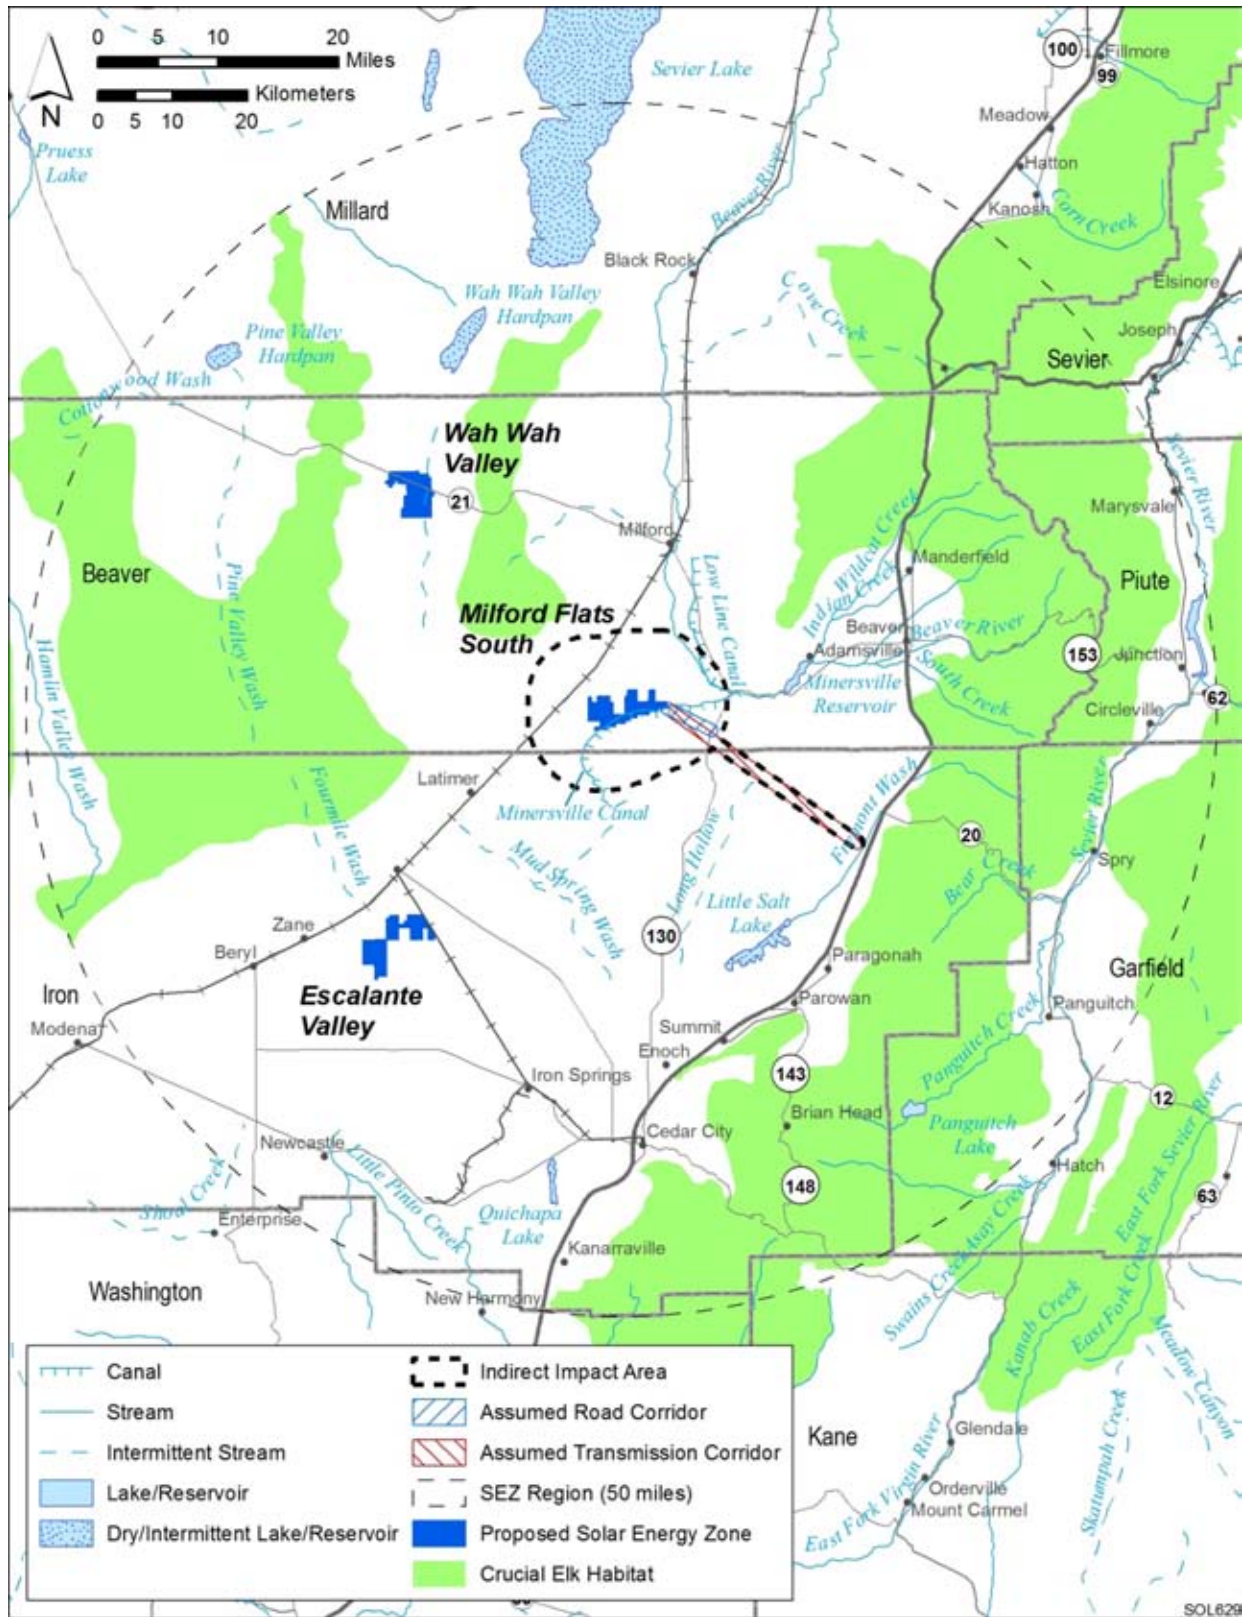 0 5 10 20
Miles
Kilometers
0 5 10 20
N
100
Fillmore
99
Sevier Lake
Meadow
Hatton
Kanosh
Corn Creek
Pruess
Lake
Millard
Beaver River
Black Rock
Cove Creek
Elsinore
Joseph
Sevier
Wah Wah Valley
Hardpan
Pine Valley
Hardpan
Cottonwood Wash
Wah Wah
Valley
21
Milford
Sevier River
Marysvale
Wildcat Creek
Manderfield
Indian Creek
Low Line Canal
Piute
Beaver
Pine Valley Wash
Hamlin Valley Wash
Milford Flats
South
Beaver
Beaver River
Adamsville
South Creek
153
Junction
Minersville
Reservoir
62
Circleville
Latimer
Minersville Canal
Fourmile Wash
Mud Spring Wash
Long Hollow
Fremont Wash
20
Bear Creek
Sevier River
Spry
Little Salt
Lake
130
Zane
Beryl
Paragonah
Garfield
Iron
Modena
Escalante
Valley
Parowan
Panguitch
Summit
Enoch
Panguitch Creek
143
Iron Springs
Brian Head
12
Panguitch
Lake
Cedar City
Newcastle
Little Pinto Creek
Hatch
148
63
East Fork Sevier River
Shoal Creek
Enterprise
Quichapa
Lake
Asay Creek
Swains Creek
Kanarraville
Washington
New Harmony
East Fork Creek
Kanab Creek
Meadow Canyon
Skatumpah Creek
Kane
Glendale
Orderville
Mount Carmel
East Fork Virgin River
Canal
Stream
Intermittent Stream
Lake/Reservoir
Dry/Intermittent Lake/Reservoir
Indirect Impact Area
Assumed Road Corridor
Assumed Transmission Corridor
SEZ Region (50 miles)
Proposed Solar Energy Zone
Crucial Elk Habitat
SOL629